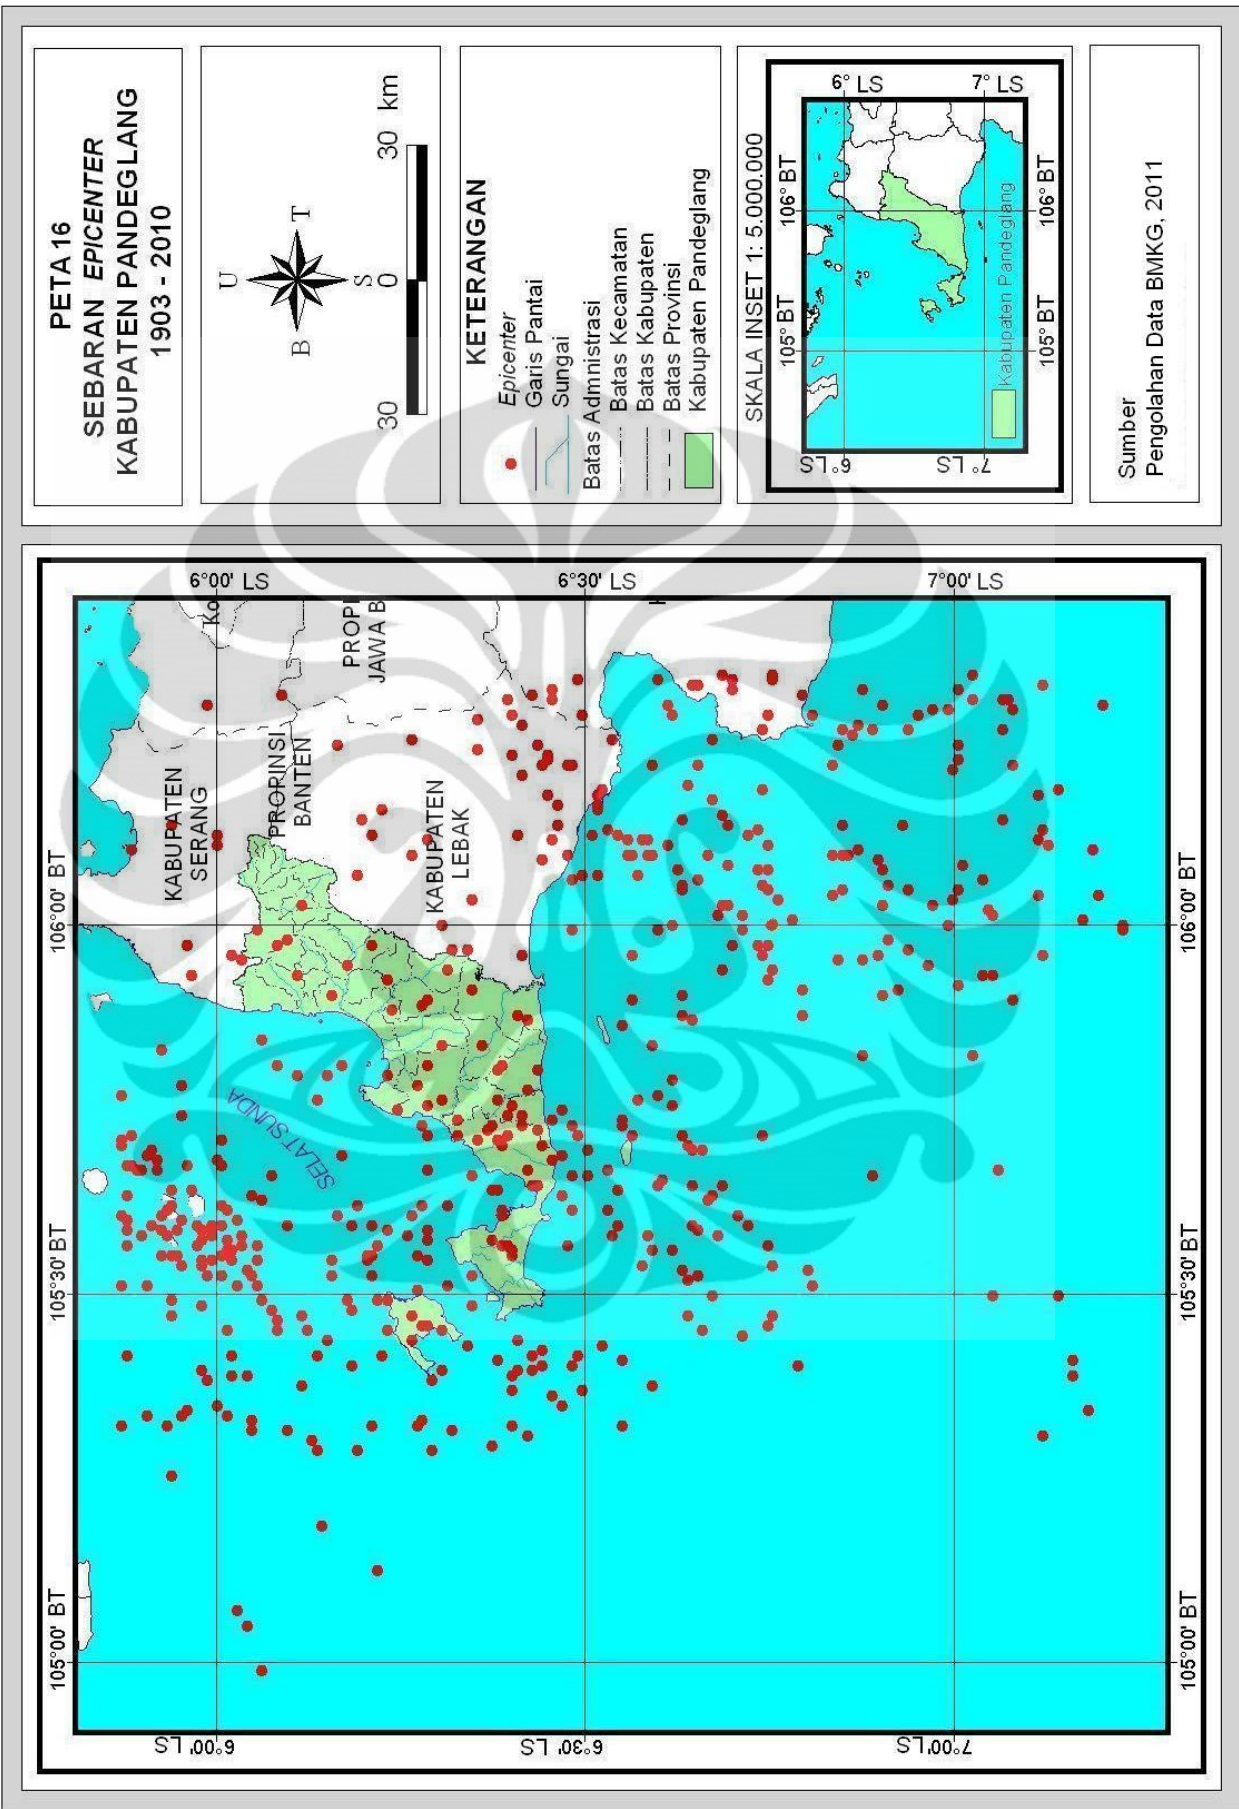 PETA 16
SEBARAN EPICENTER
KABUPATEN PANDEGLANG
1903 - 2010
U
B
T
S
30
0
30 km
KETERANGAN
Epicenter
Garis Pantai
Sungai
Batas Admnistrasi
Batas Kecamatan
Batas Kabupaten
Batas Provinsi
Kabupaten Pandeglang
SKALA INSET 1: 5.000.000
105° BT
106° BT
6° LS
6° LS
7° LS
7° LS
Kabupaten Pandeglang
105° BT
106° BT
Sumber
Pengolahan Data BMKG, 2011
105°00' BT
105°30' BT
106°00' BT
6°00' LS
6°00' LS
KABUPATEN
SERANG
Ko
PROPINSI
BANTEN
PROPI
JAWA B
SELAT SUNDA
KABUPATEN
LEBAK
6°30' LS
6°30' LS
7°00' LS
7°00' LS
105°00' BT
105°30' BT
106°00' BT